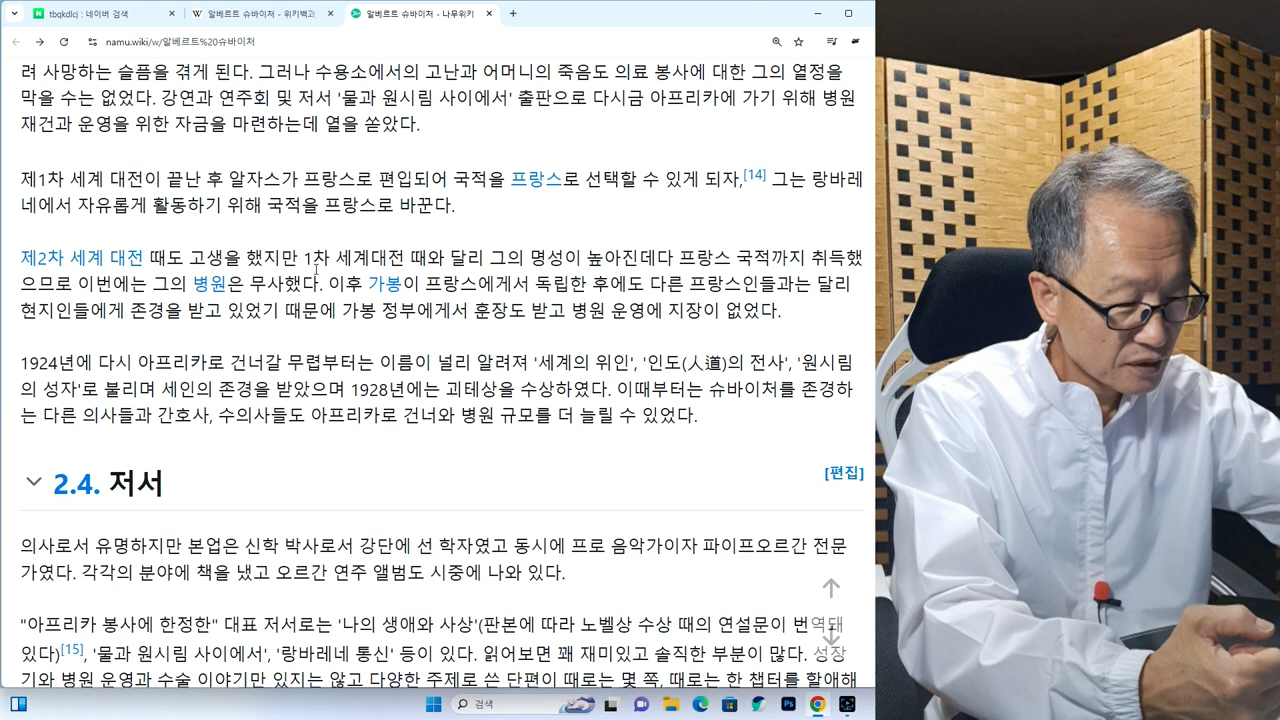 tbqkdlcj : 네이버 검색
알베르트 슈바이처 - 위키백과
알베르트 슈바이처 - 나무위키
namu.wiki/w/알베르트%20슈바이처
려 사망하는 슬픔을 겪게 된다. 그러나 수용소에서의 고난과 어머니의 죽음도 의료 봉사에 대한 그의 열정을
막을 수는 없었다. 강연과 연주회 및 저서 '물과 원시림 사이에서' 출판으로 다시금 아프리카에 가기 위해 병원
재건과 운영을 위한 자금을 마련하는데 열을 쏟았다.
제1차 세계 대전이 끝난 후 알자스가 프랑스로 편입되어 국적을 프랑스로 선택할 수 있게 되자,[14] 그는 랑바레
네에서 자유롭게 활동하기 위해 국적을 프랑스로 바꾼다.
제2차 세계 대전 때도 고생을 했지만 1차 세계대전 때와 달리 그의 명성이 높아진데다 프랑스 국적까지 취득했
으므로 이번에는 그의 병원은 무사했다. 이후 가봉이 프랑스에게서 독립한 후에도 다른 프랑스인들과는 달리
현지인들에게 존경을 받고 있었기 때문에 가봉 정부에게서 훈장도 받고 병원 운영에 지장이 없었다.
1924년에 다시 아프리카로 건너갈 무렵부터는 이름이 널리 알려져 '세계의 위인', '인도(人道)의 전사', '원시림
의 성자'로 불리며 세인의 존경을 받았으며 1928년에는 괴테상을 수상하였다. 이때부터는 슈바이처를 존경하
는 다른 의사들과 간호사, 수의사들도 아프리카로 건너와 병원 규모를 더 늘릴 수 있었다.
2.4. 저서
[편집]
의사로서 유명하지만 본업은 신학 박사로서 강단에 선 학자였고 동시에 프로 음악가이자 파이프오르간 전문
가였다. 각각의 분야에 책을 냈고 오르간 연주 앨범도 시중에 나와 있다.
"아프리카 봉사에 한정한" 대표 저서로는 '나의 생애와 사상'(판본에 따라 노벨상 수상 때의 연설문이 번역돼
있다)[15], '물과 원시림 사이에서', '랑바레네 통신' 등이 있다. 읽어보면 꽤 재미있고 솔직한 부분이 많다. 성장
기와 병원 운영과 수술 이야기만 있지는 않고 다양한 주제로 쓴 단편이 때로는 몇 쪽, 때로는 한 챕터를 할애해
검색